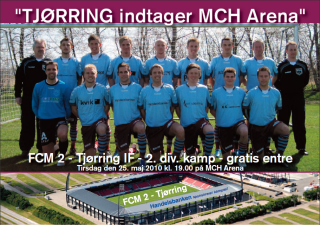 "TJØRRING indtager MCH Arena"
FCM 2 - Tjørring IF - 2. div. kamp - gratis entre
Tirsdag den 25. maj 2010 kl. 19.00 på MCH Arena
FCM 2 - Tjørring
Handelsbanken